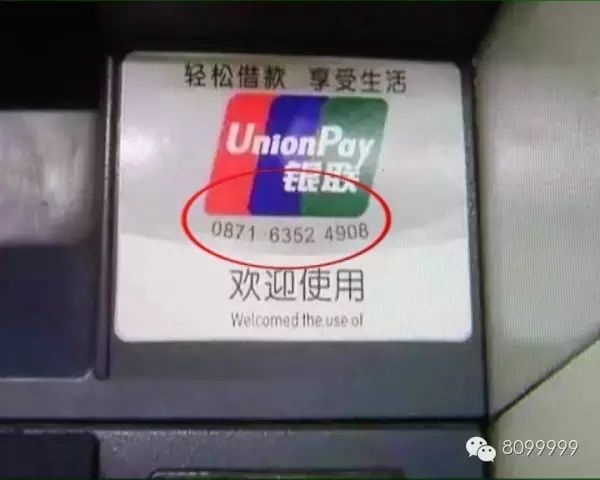 轻松借款 享受生活
UnionPay
银联
0871 6352 4908
欢迎使用
Welcomed the use of
8099999